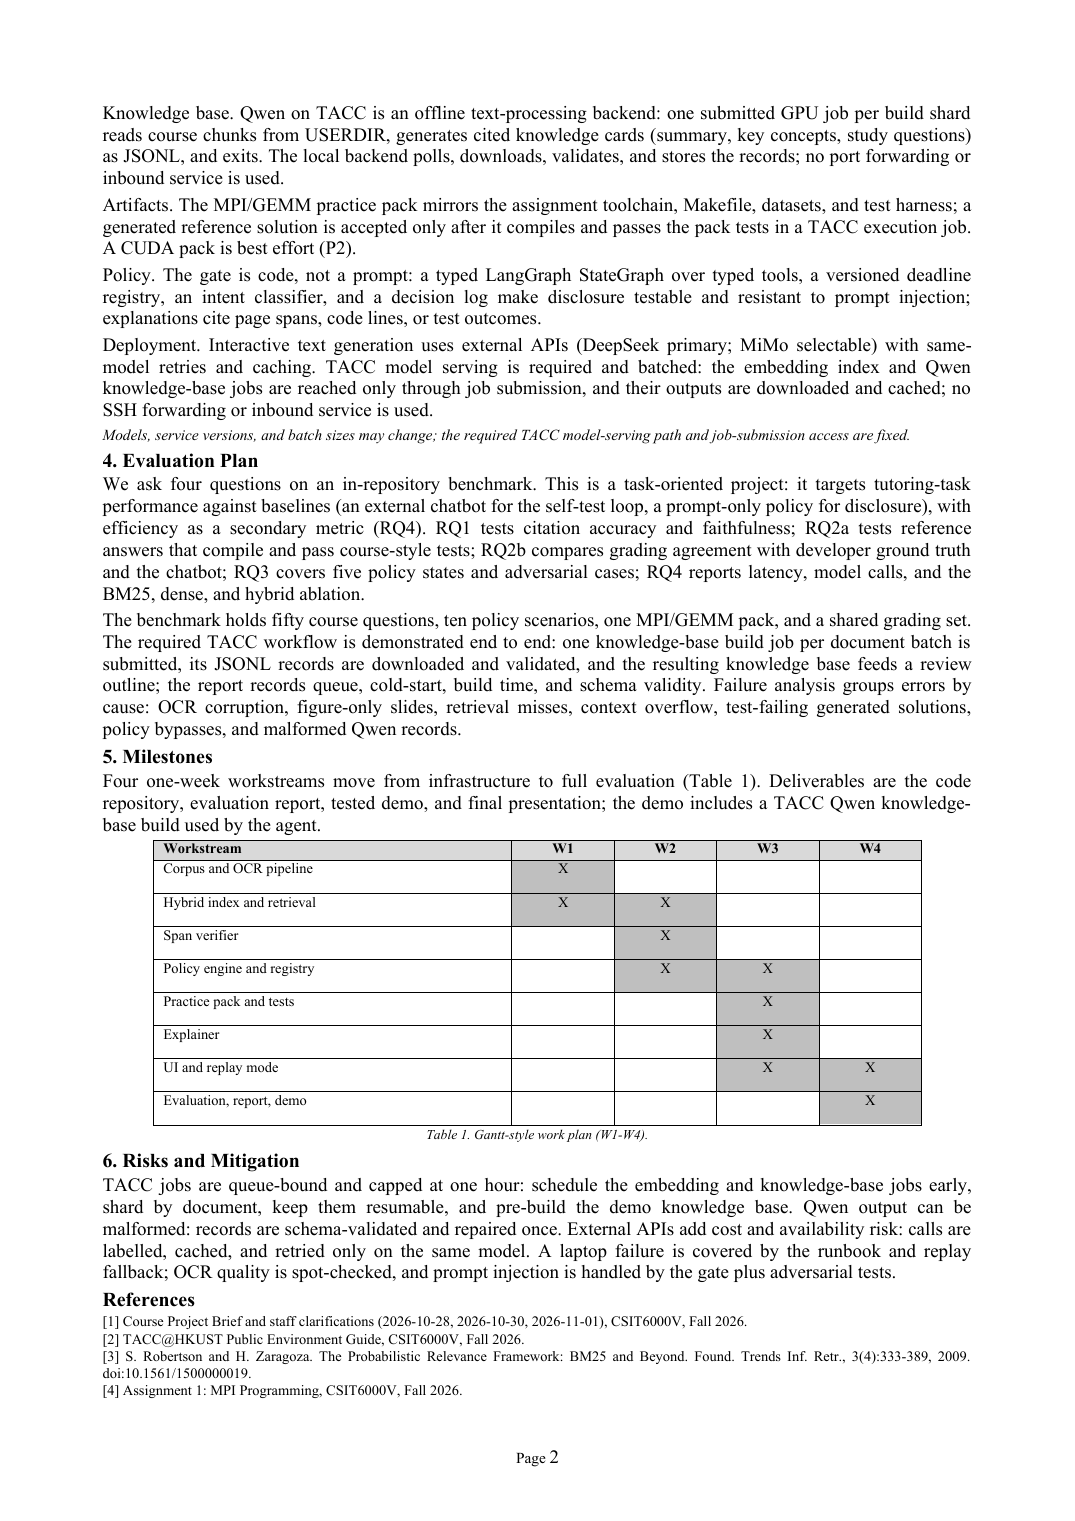 Knowledge base. Qwen on TACC is an offline text-processing backend: one submitted GPU job per build shard
reads course chunks from USERDIR, generates cited knowledge cards (summary, key concepts, study questions)
as JSONL, and exits. The local backend polls, downloads, validates, and stores the records; no port forwarding or
inbound service is used.
Artifacts. The MPI/GEMM practice pack mirrors the assignment toolchain, Makefile, datasets, and test harness; a
generated reference solution is accepted only after it compiles and passes the pack tests in a TACC execution job.
A CUDA pack is best effort (P2).
Policy. The gate is code, not a prompt: a typed LangGraph StateGraph over typed tools, a versioned deadline
registry, an intent classifier, and a decision log make disclosure testable and resistant to prompt injection;
explanations cite page spans, code lines, or test outcomes.
Deployment. Interactive text generation uses external APIs (DeepSeek primary; MiMo selectable) with same-
model retries and caching. TACC model serving is required and batched: the embedding index and Qwen
knowledge-base jobs are reached only through job submission, and their outputs are downloaded and cached; no
SSH forwarding or inbound service is used.
Models, service versions, and batch sizes may change; the required TACC model-serving path and job-submission access are fixed.
4. Evaluation Plan
We ask four questions on an in-repository benchmark. This is a task-oriented project: it targets tutoring-task
performance against baselines (an external chatbot for the self-test loop, a prompt-only policy for disclosure), with
efficiency as a secondary metric (RQ4). RQ1 tests citation accuracy and faithfulness; RQ2a tests reference
answers that compile and pass course-style tests; RQ2b compares grading agreement with developer ground truth
and the chatbot; RQ3 covers five policy states and adversarial cases; RQ4 reports latency, model calls, and the
BM25, dense, and hybrid ablation.
The benchmark holds fifty course questions, ten policy scenarios, one MPI/GEMM pack, and a shared grading set.
The required TACC workflow is demonstrated end to end: one knowledge-base build job per document batch is
submitted, its JSONL records are downloaded and validated, and the resulting knowledge base feeds a review
outline; the report records queue, cold-start, build time, and schema validity. Failure analysis groups errors by
cause: OCR corruption, figure-only slides, retrieval misses, context overflow, test-failing generated solutions,
policy bypasses, and malformed Qwen records.
5. Milestones
Four one-week workstreams move from infrastructure to full evaluation (Table 1). Deliverables are the code
repository, evaluation report, tested demo, and final presentation; the demo includes a TACC Qwen knowledge-
base build used by the agent.
Workstream W1 W2 W3 W4
Corpus and OCR pipeline X
Hybrid index and retrieval X X
Span verifier X
Policy engine and registry X X
Practice pack and tests X
Explainer X
UI and replay mode X X
Evaluation, report, demo X
Table 1. Gantt-style work plan (W1-W4).
6. Risks and Mitigation
TACC jobs are queue-bound and capped at one hour: schedule the embedding and knowledge-base jobs early,
shard by document, keep them resumable, and pre-build the demo knowledge base. Qwen output can be
malformed: records are schema-validated and repaired once. External APIs add cost and availability risk: calls are
labelled, cached, and retried only on the same model. A laptop failure is covered by the runbook and replay
fallback; OCR quality is spot-checked, and prompt injection is handled by the gate plus adversarial tests.
References
[1] Course Project Brief and staff clarifications (2026-10-28, 2026-10-30, 2026-11-01), CSIT6000V, Fall 2026.
[2] TACC@HKUST Public Environment Guide, CSIT6000V, Fall 2026.
[3] S. Robertson and H. Zaragoza. The Probabilistic Relevance Framework: BM25 and Beyond. Found. Trends Inf. Retr., 3(4):333-389, 2009.
doi:10.1561/1500000019.
[4] Assignment 1: MPI Programming, CSIT6000V, Fall 2026.
Page 2